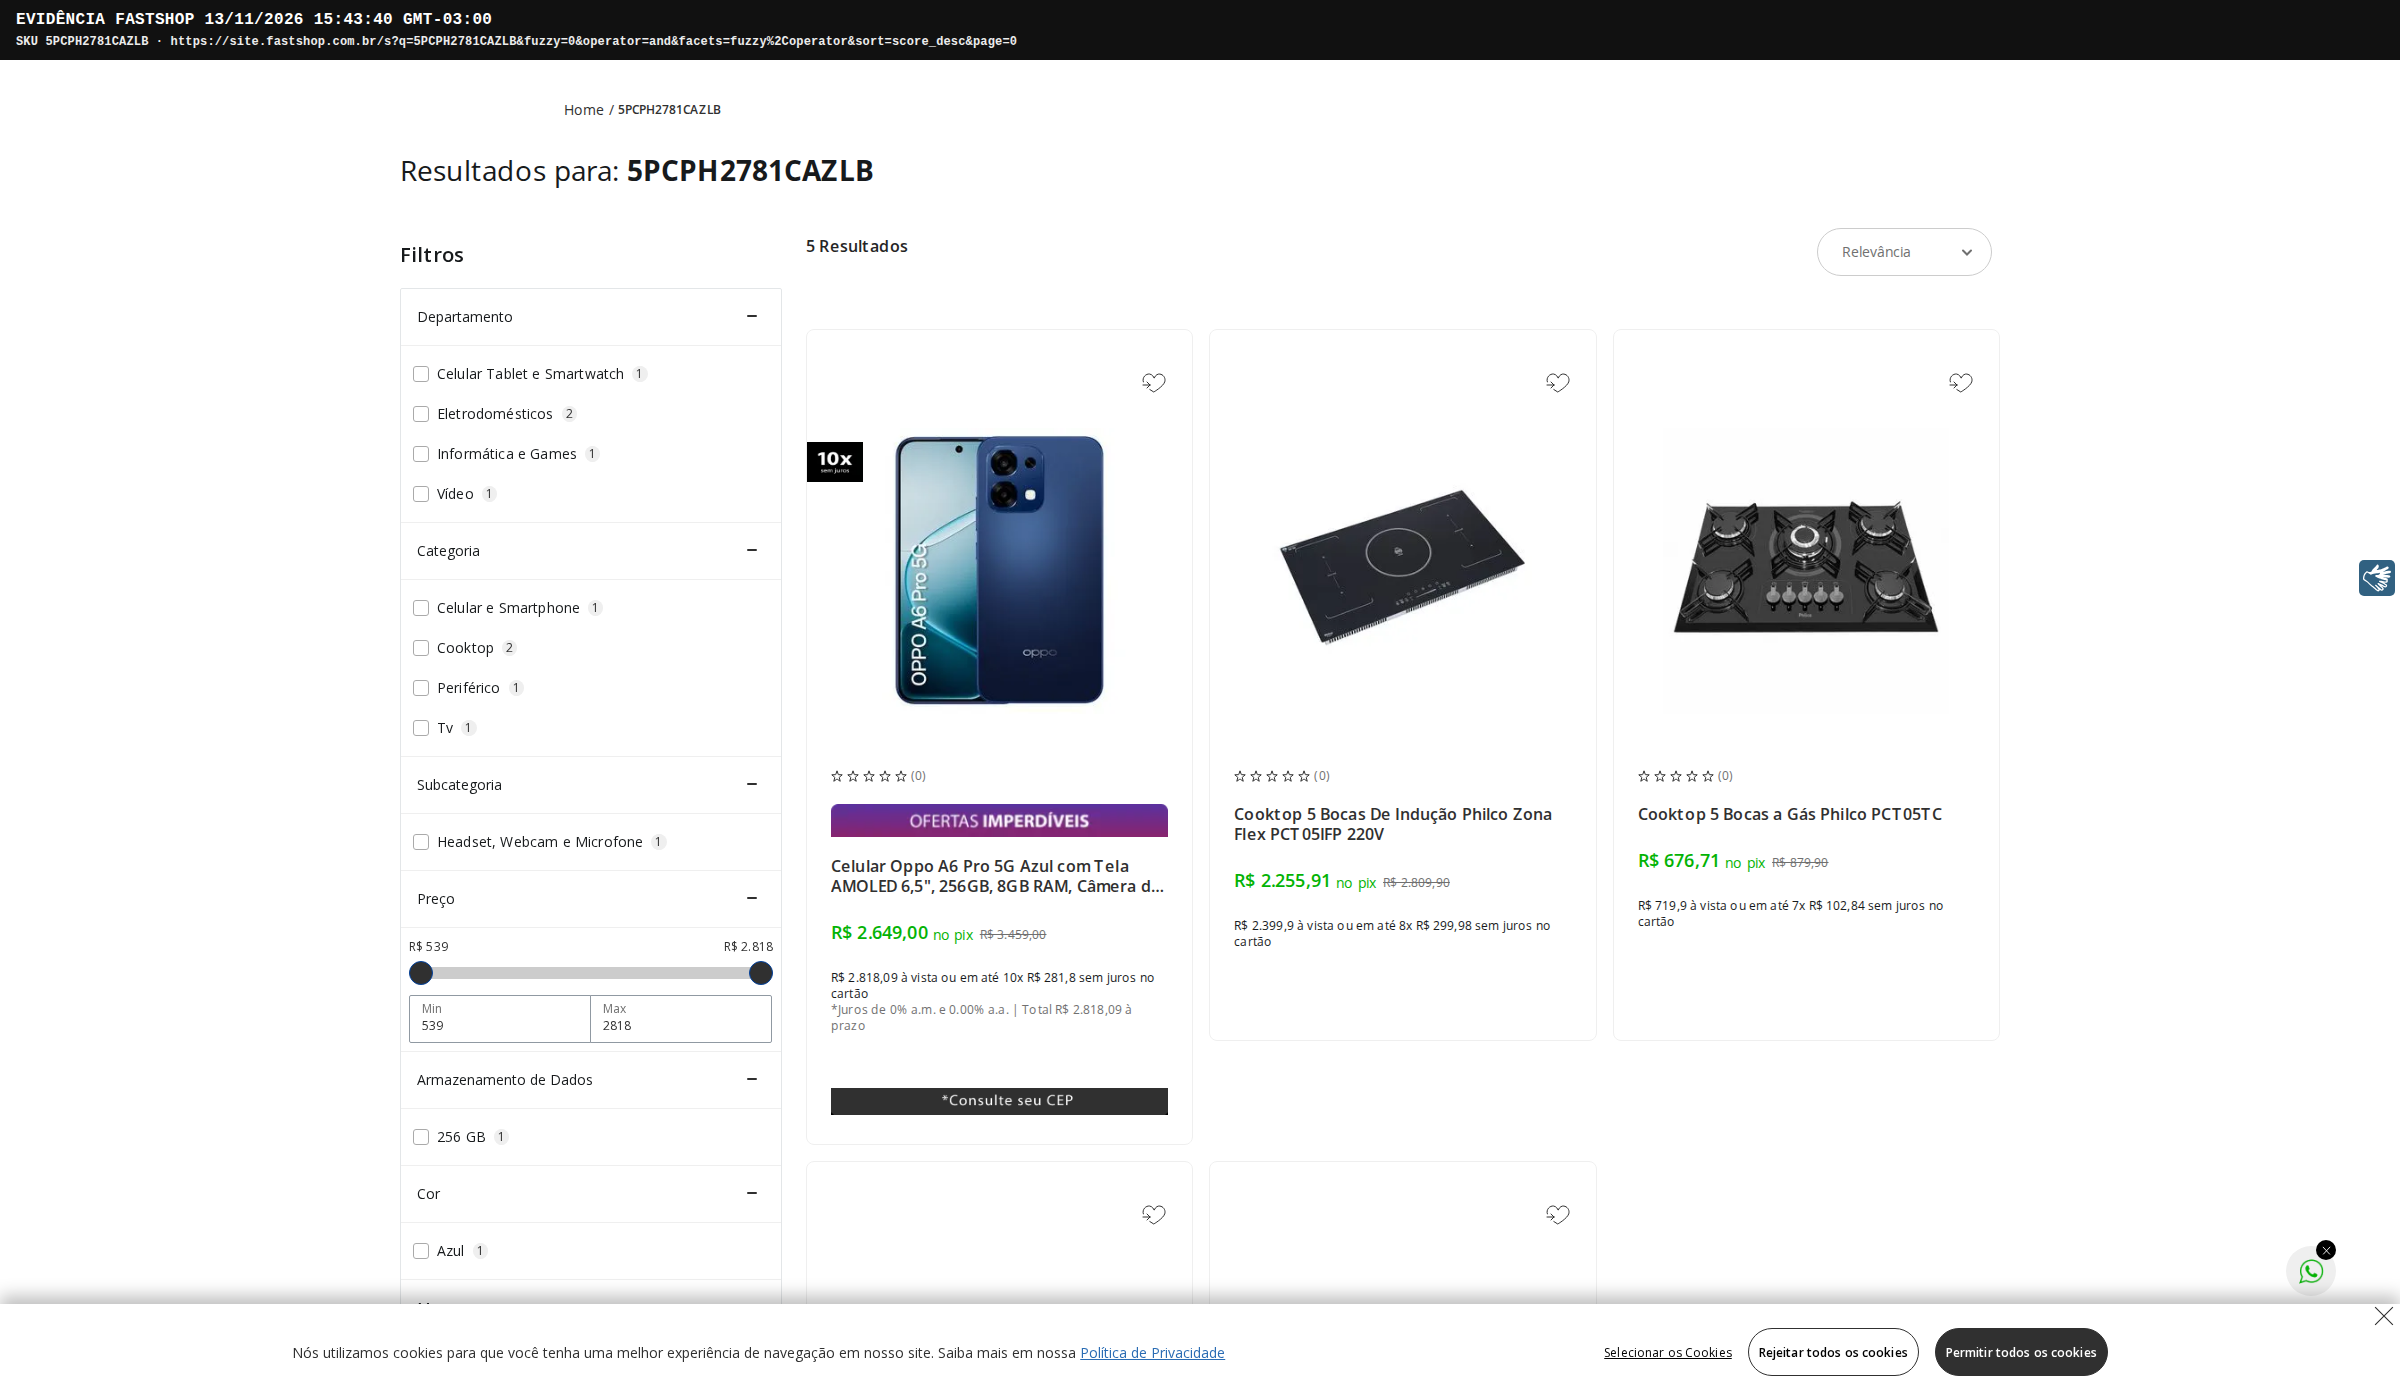 EVIDÊNCIA FASTSHOP 13/11/2026 15:43:40 GMT-03:00
SKU 5PCPH2781CAZLB · https://site.fastshop.com.br/s?q=5PCPH2781CAZLB&fuzzy=0&operator=and&facets=fuzzy%2Coperator&sort=score_desc&page=0
Home / 5PCPH2781CAZLB
Resultados para: 5PCPH2781CAZLB
Filtros
5 Resultados
Relevância
Departamento
Celular Tablet e Smartwatch 1
Eletrodomésticos 2
Informática e Games 1
Vídeo 1
Categoria
Celular e Smartphone 1
Cooktop 2
Periférico 1
Tv 1
Subcategoria
Headset, Webcam e Microfone 1
Preço
R$ 539
R$ 2.818
Min
539
Max
2818
Armazenamento de Dados
256 GB 1
Cor
Azul 1
10x
sem juros
OPPO A6 Pro 5G
oppo
(0)
OFERTAS IMPERDÍVEIS
Celular Oppo A6 Pro 5G Azul com Tela
AMOLED 6,5", 256GB, 8GB RAM, Câmera d...
R$ 2.649,00 no pix R$ 3.459,00
R$ 2.818,09 à vista ou em até 10x R$ 281,8 sem juros no
cartão
*Juros de 0% a.m. e 0.00% a.a. | Total R$ 2.818,09 à
prazo
*Consulte seu CEP
(0)
Cooktop 5 Bocas De Indução Philco Zona
Flex PCT05IFP 220V
R$ 2.255,91 no pix R$ 2.809,90
R$ 2.399,9 à vista ou em até 8x R$ 299,98 sem juros no
cartão
(0)
Cooktop 5 Bocas a Gás Philco PCT05TC
R$ 676,71 no pix R$ 879,90
R$ 719,9 à vista ou em até 7x R$ 102,84 sem juros no
cartão
Nós utilizamos cookies para que você tenha uma melhor experiência de navegação em nosso site. Saiba mais em nossa Política de Privacidade
Selecionar os Cookies
Rejeitar todos os cookies
Permitir todos os cookies